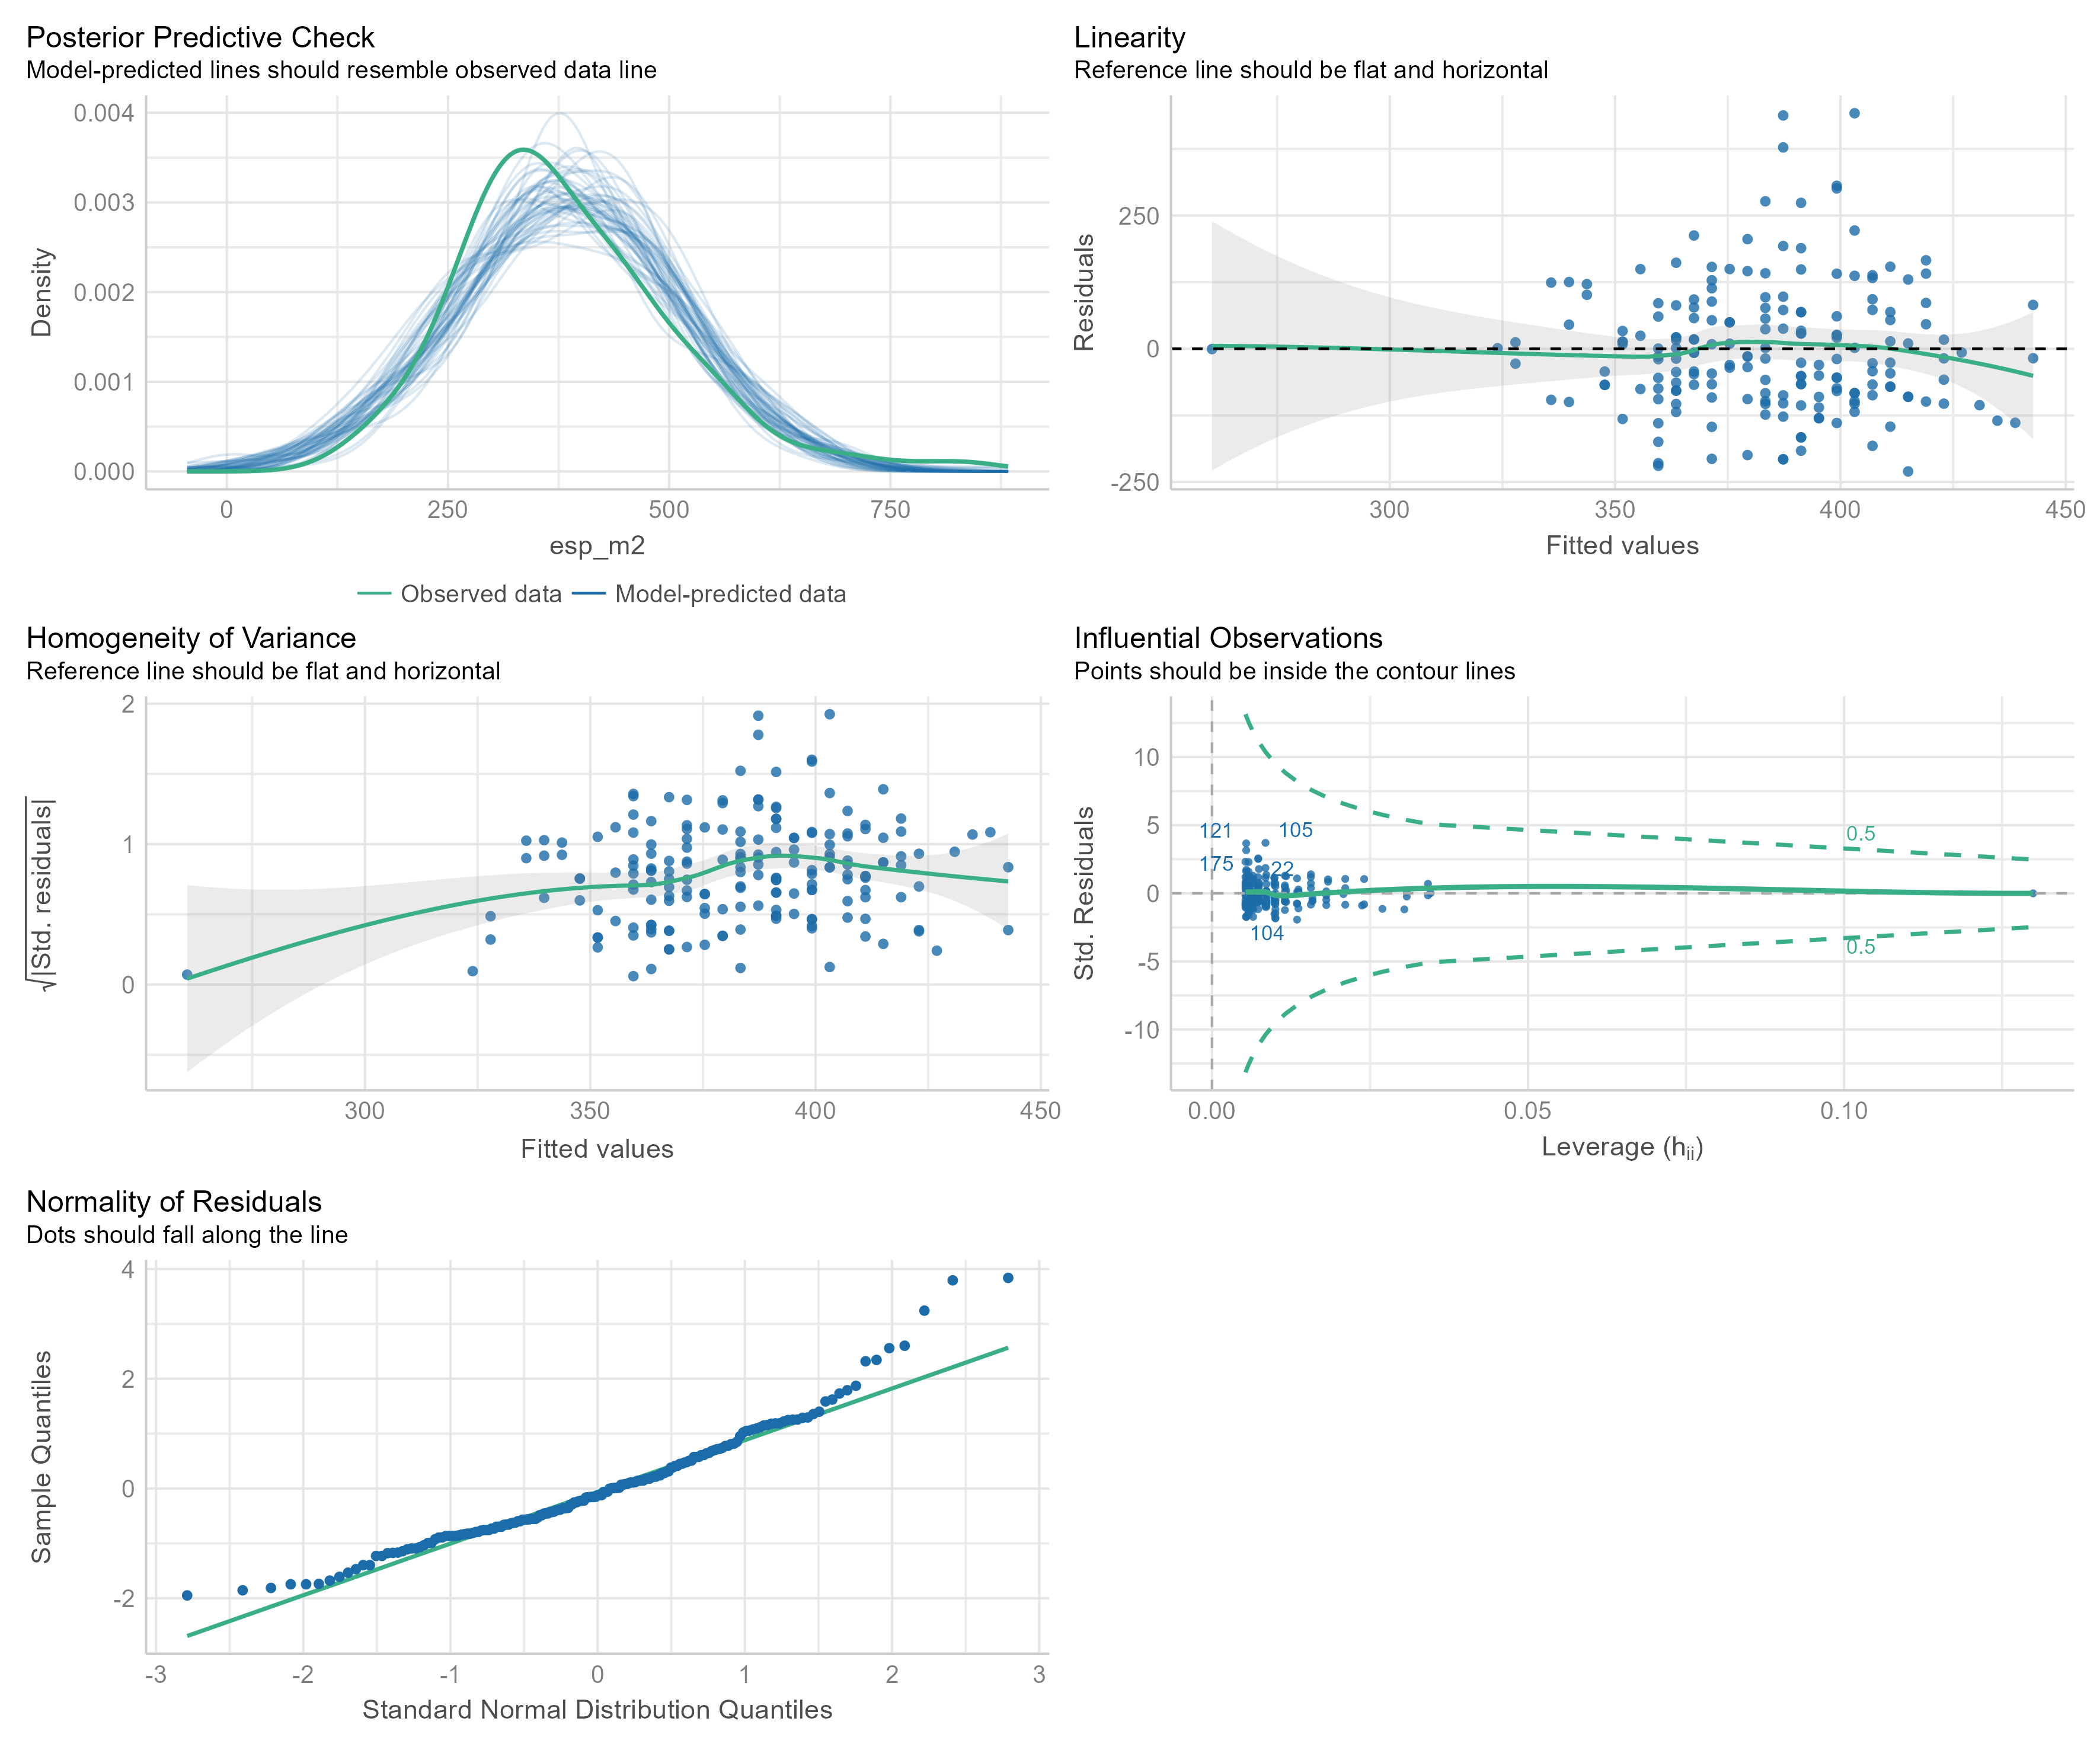 Posterior Predictive Check
Model-predicted lines should resemble observed data line
0.004
0.003
0.002
0.001
0.000
Density
0
250
500
750
esp_m2
Observed data
Model-predicted data
Linearity
Reference line should be flat and horizontal
250
0
-250
Residuals
300
350
400
450
Fitted values
Homogeneity of Variance
Reference line should be flat and horizontal
2
1
0
√|Std. residuals|
300
350
400
450
Fitted values
Influential Observations
Points should be inside the contour lines
10
5
0
-5
-10
Std. Residuals
121
105
175
22
104
0.5
0.5
0.00
0.05
0.10
Leverage (hᵢᵢ)
Normality of Residuals
Dots should fall along the line
4
2
0
-2
Sample Quantiles
-3
-2
-1
0
1
2
3
Standard Normal Distribution Quantiles